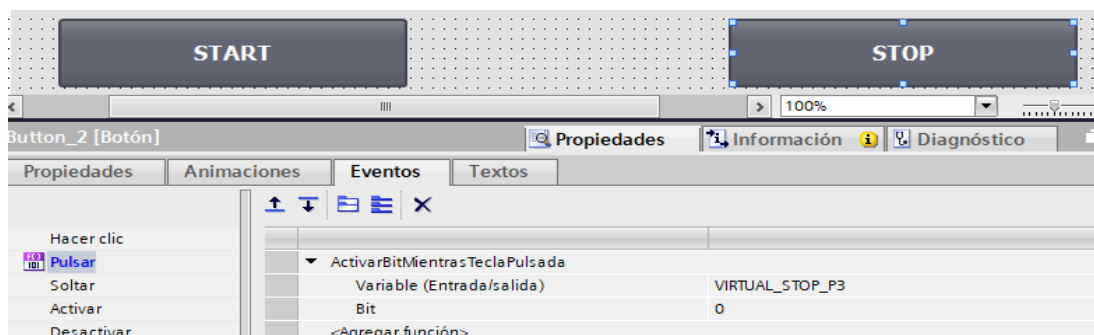 START STOP
100%
Button_2 [Botón] Propiedades Información Diagnóstico
Propiedades Animaciones Eventos Textos
Hacer clic
Pulsar ActivarBitMientrasTeclaPulsada
Soltar Variable (Entrada/salida) VIRTUAL_STOP_P3
Activar Bit 0
Desactivar <Agregar función>